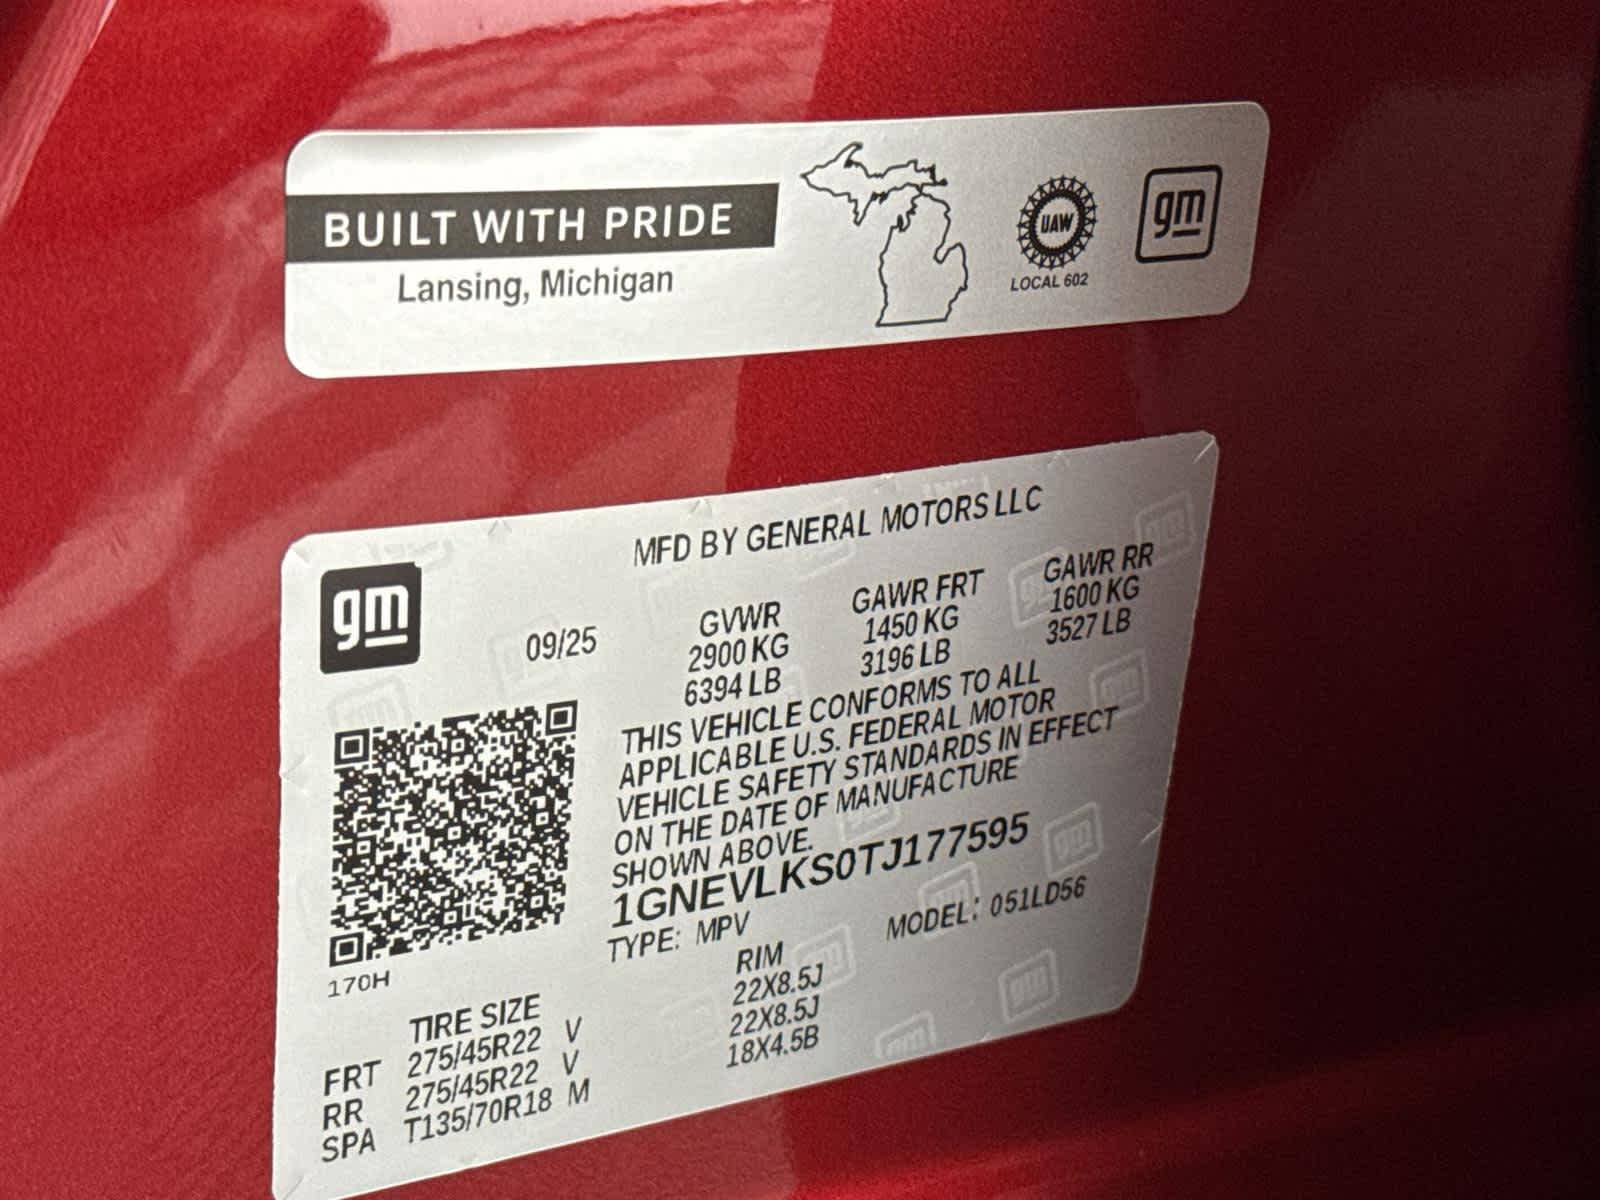 BUILT WITH PRIDE
Lansing, Michigan
UAW
LOCAL 602
gm
MFD BY GENERAL MOTORS LLC
gm
09/25
GVWR
2900 KG
6394 LB
GAWR FRT
1450 KG
3196 LB
GAWR RR
1600 KG
3527 LB
THIS VEHICLE CONFORMS TO ALL
APPLICABLE U.S. FEDERAL MOTOR
VEHICLE SAFETY STANDARDS IN EFFECT
ON THE DATE OF MANUFACTURE
SHOWN ABOVE.
1GNEVLKS0TJ177595
TYPE: MPV MODEL: 051LD56
170H
TIRE SIZE RIM
FRT 275/45R22 V 22X8.5J
RR 275/45R22 V 22X8.5J
SPA T135/70R18 M 18X4.5B